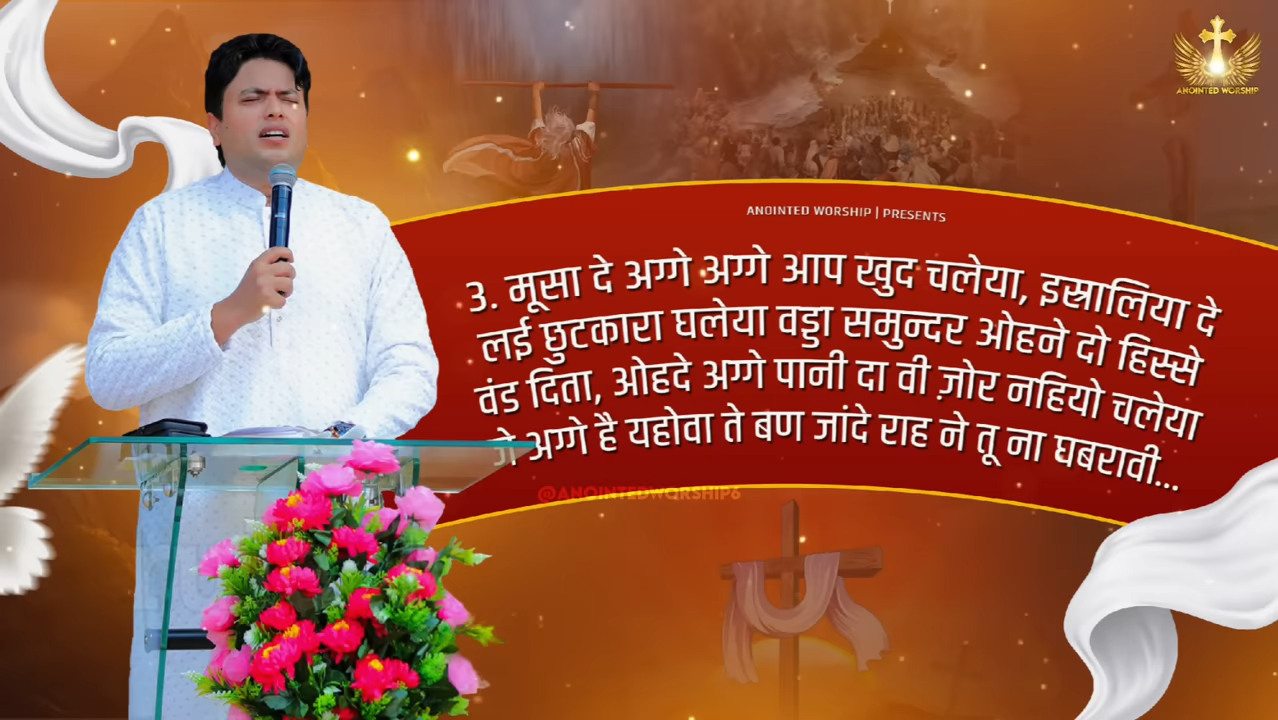 ANOINTED WORSHIP
ANOINTED WORSHIP | PRESENTS
3. मूसा दे अग्गे अग्गे आप खुद चलेया, इस्रालिया दे
लई छुटकारा घलेया वड्डा समुन्दर ओहने दो हिस्से
वंड दिता, ओहदे अग्गे पानी दा वी ज़ोर नहियो चलेया
अग्गे है यहोवा ते बण जांदे राह ने तू ना घबरावी...
@ANOINTEDWORSHIP6